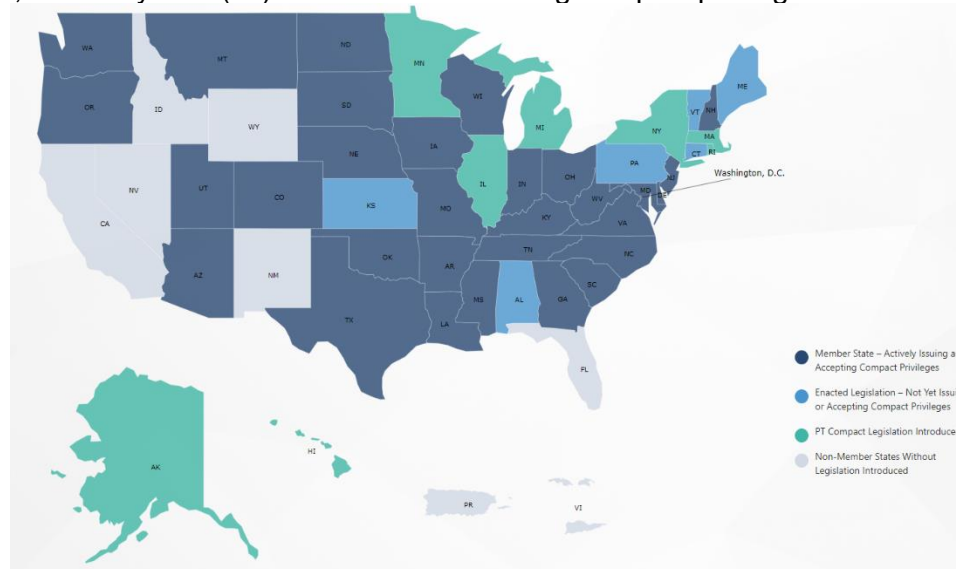 WA
MT
ND
MN
ME
OR
ID
SD
WI
VT
NH
WY
MI
NY
MA
CT
RI
NE
IA
PA
NV
UT
CO
IL
IN
OH
NJ
Washington, D.C.
MD
DE
WV
CA
KS
MO
KY
VA
TN
NC
AZ
NM
OK
AR
SC
MS
AL
GA
TX
LA
FL
Member State – Actively Issuing a
Accepting Compact Privileges
Enacted Legislation – Not Yet Issui
or Accepting Compact Privileges
PT Compact Legislation Introduce
Non-Member States Without
Legislation Introduced
HI
AK
PR
VI